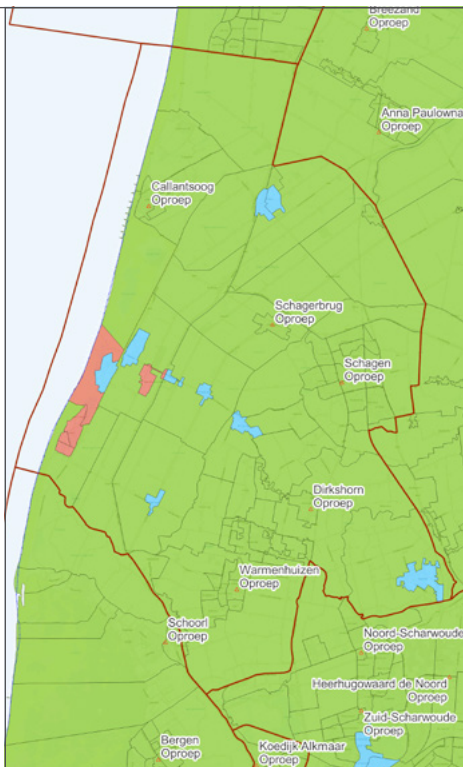 Breezand
Oproep
Anna Paulowna
Oproep
Callantsoog
Oproep
Schagerbrug
Oproep
Schagen
Oproep
Dirkshorn
Oproep
Warmenhuizen
Oproep
Schoorl
Oproep
Noord-Scharwoude
Oproep
Heerhugowaard de Noord
Oproep
Zuid-Scharwoude
Oproep
Bergen
Oproep
Koedijk Alkmaar
Oproep